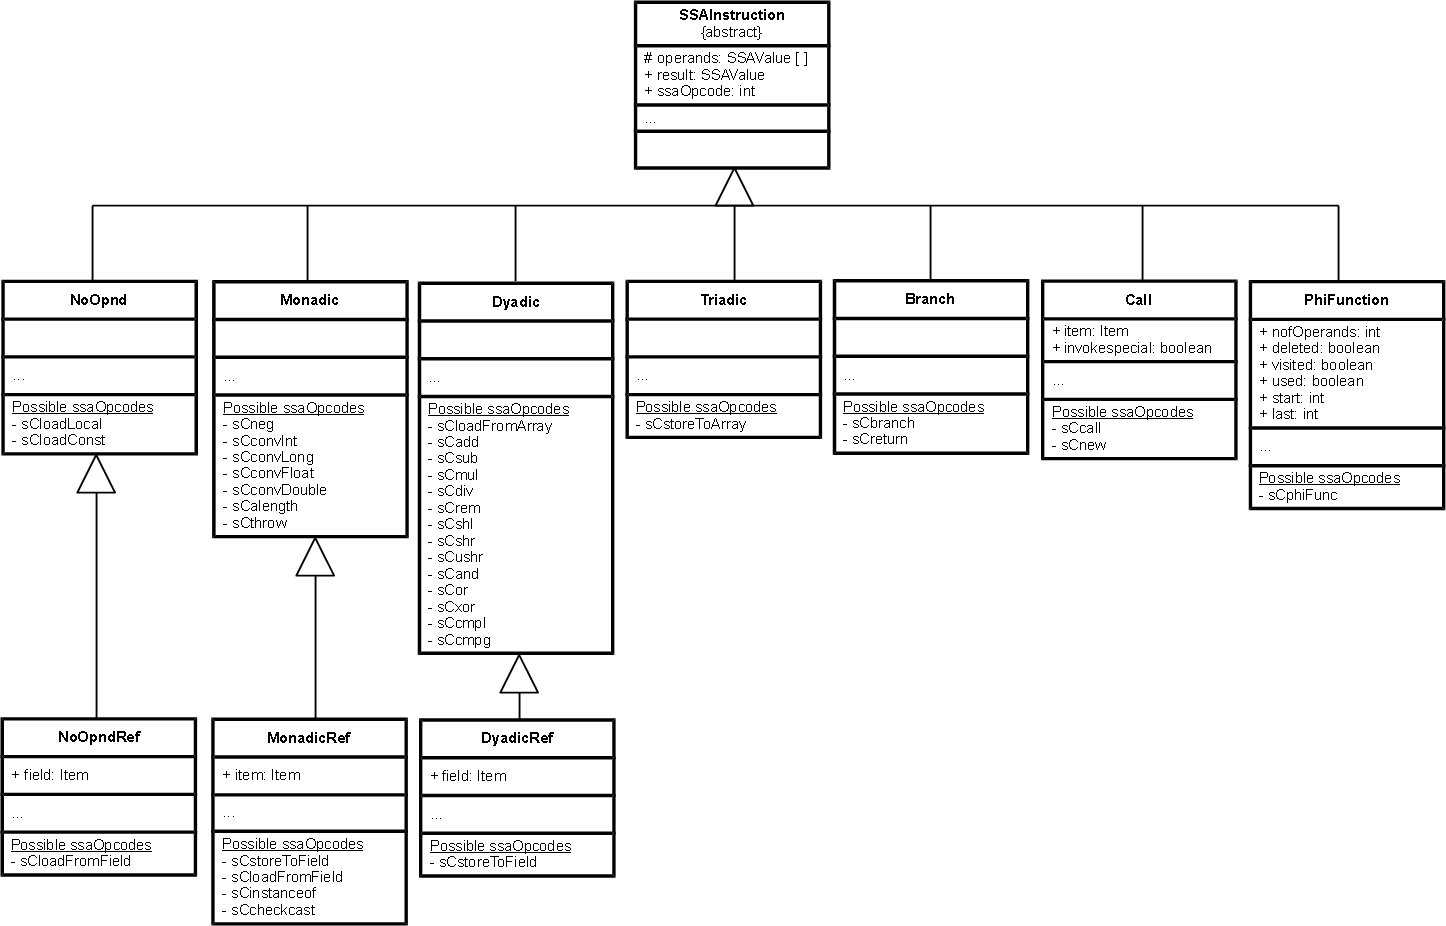 SSAInstruction
{abstract}
# operands: SSAValue [ ]
+ result: SSAValue
+ ssaOpcode: int
...
NoOpnd
...
Possible ssaOpcodes
- sCloadLocal
- sCloadConst
Monadic
...
Possible ssaOpcodes
- sCneg
- sCconvInt
- sCconvLong
- sCconvFloat
- sCconvDouble
- sCalength
- sCthrow
Dyadic
...
Possible ssaOpcodes
- sCloadFromArray
- sCadd
- sCsub
- sCmul
- sCdiv
- sCrem
- sCshl
- sCshr
- sCushr
- sCand
- sCor
- sCxor
- sCcmpl
- sCcmpg
Triadic
...
Possible ssaOpcodes
- sCstoreToArray
Branch
...
Possible ssaOpcodes
- sCbranch
- sCreturn
Call
+ item: Item
+ invokespecial: boolean
...
Possible ssaOpcodes
- sCcall
- sCnew
PhiFunction
+ nofOperands: int
+ deleted: boolean
+ visited: boolean
+ used: boolean
+ start: int
+ last: int
...
Possible ssaOpcodes
- sCphiFunc
NoOpndRef
+ field: Item
...
Possible ssaOpcodes
- sCloadFromField
MonadicRef
+ item: Item
...
Possible ssaOpcodes
- sCstoreToField
- sCloadFromField
- sCinstanceof
- sCcheckcast
DyadicRef
+ field: Item
...
Possible ssaOpcodes
- sCstoreToField